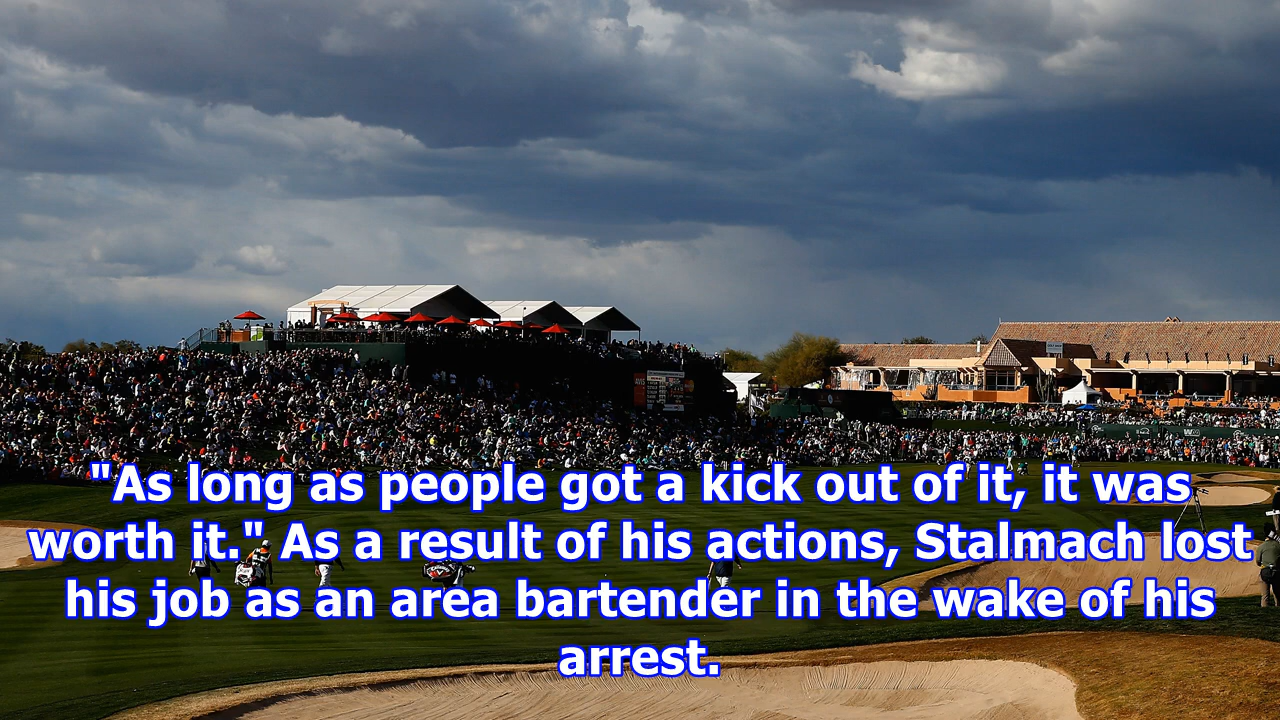 "As long as people got a kick out of it, it was
worth it." As a result of his actions, Stalmach lost
his job as an area bartender in the wake of his
arrest.